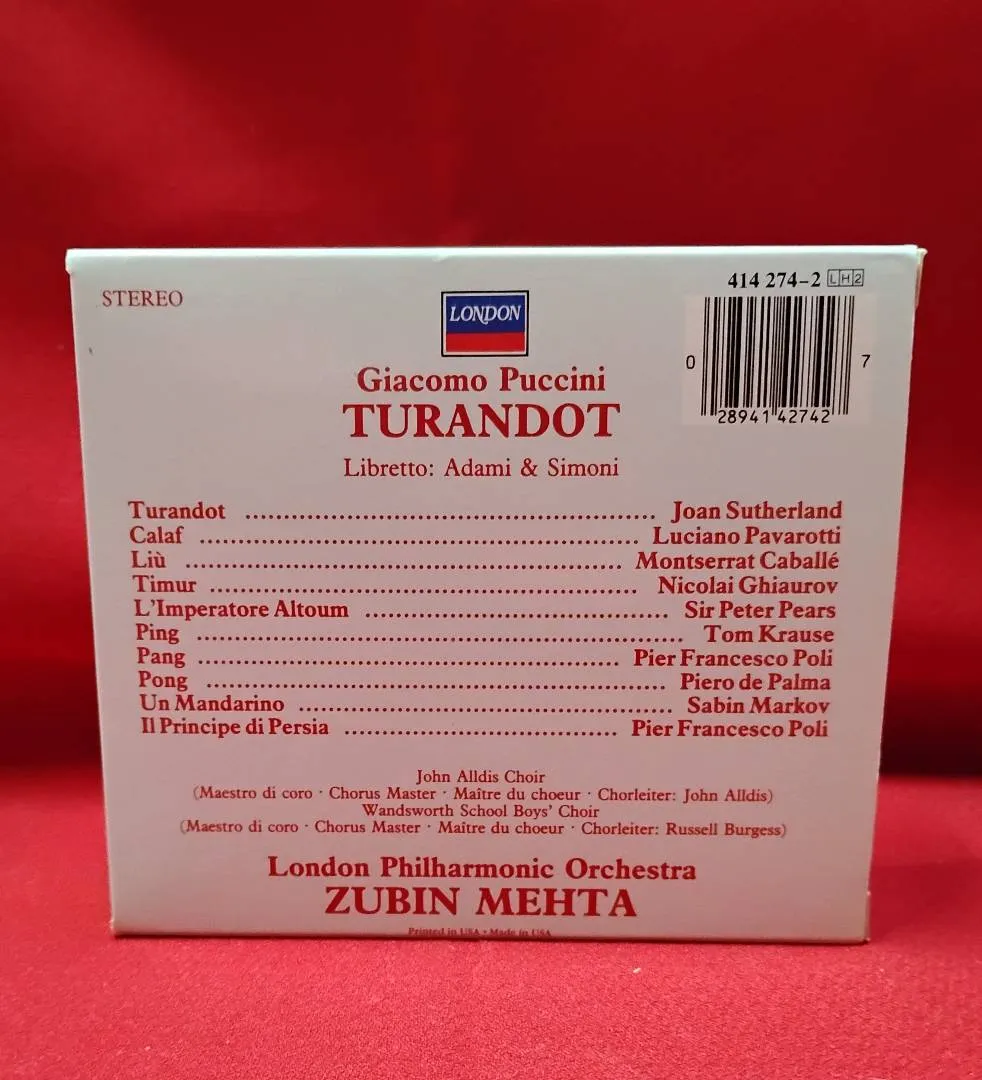 STEREO
414 274-2 LH2
LONDON
0 28941 42742 7
Giacomo Puccini
TURANDOT
Libretto: Adami & Simoni
Turandot ........ Joan Sutherland
Calaf ........ Luciano Pavarotti
Liù ........ Montserrat Caballé
Timur ........ Nicolai Ghiaurov
L'Imperatore Altoum ........ Sir Peter Pears
Ping ........ Tom Krause
Pang ........ Pier Francesco Poli
Pong ........ Piero de Palma
Un Mandarino ........ Sabin Markov
Il Principe di Persia ........ Pier Francesco Poli
John Alldis Choir
(Maestro di coro · Chorus Master · Maître du choeur · Chorleiter: John Alldis)
Wandsworth School Boys' Choir
(Maestro di coro · Chorus Master · Maître du choeur · Chorleiter: Russell Burgess)
London Philharmonic Orchestra
ZUBIN MEHTA
Printed in USA • Made in USA